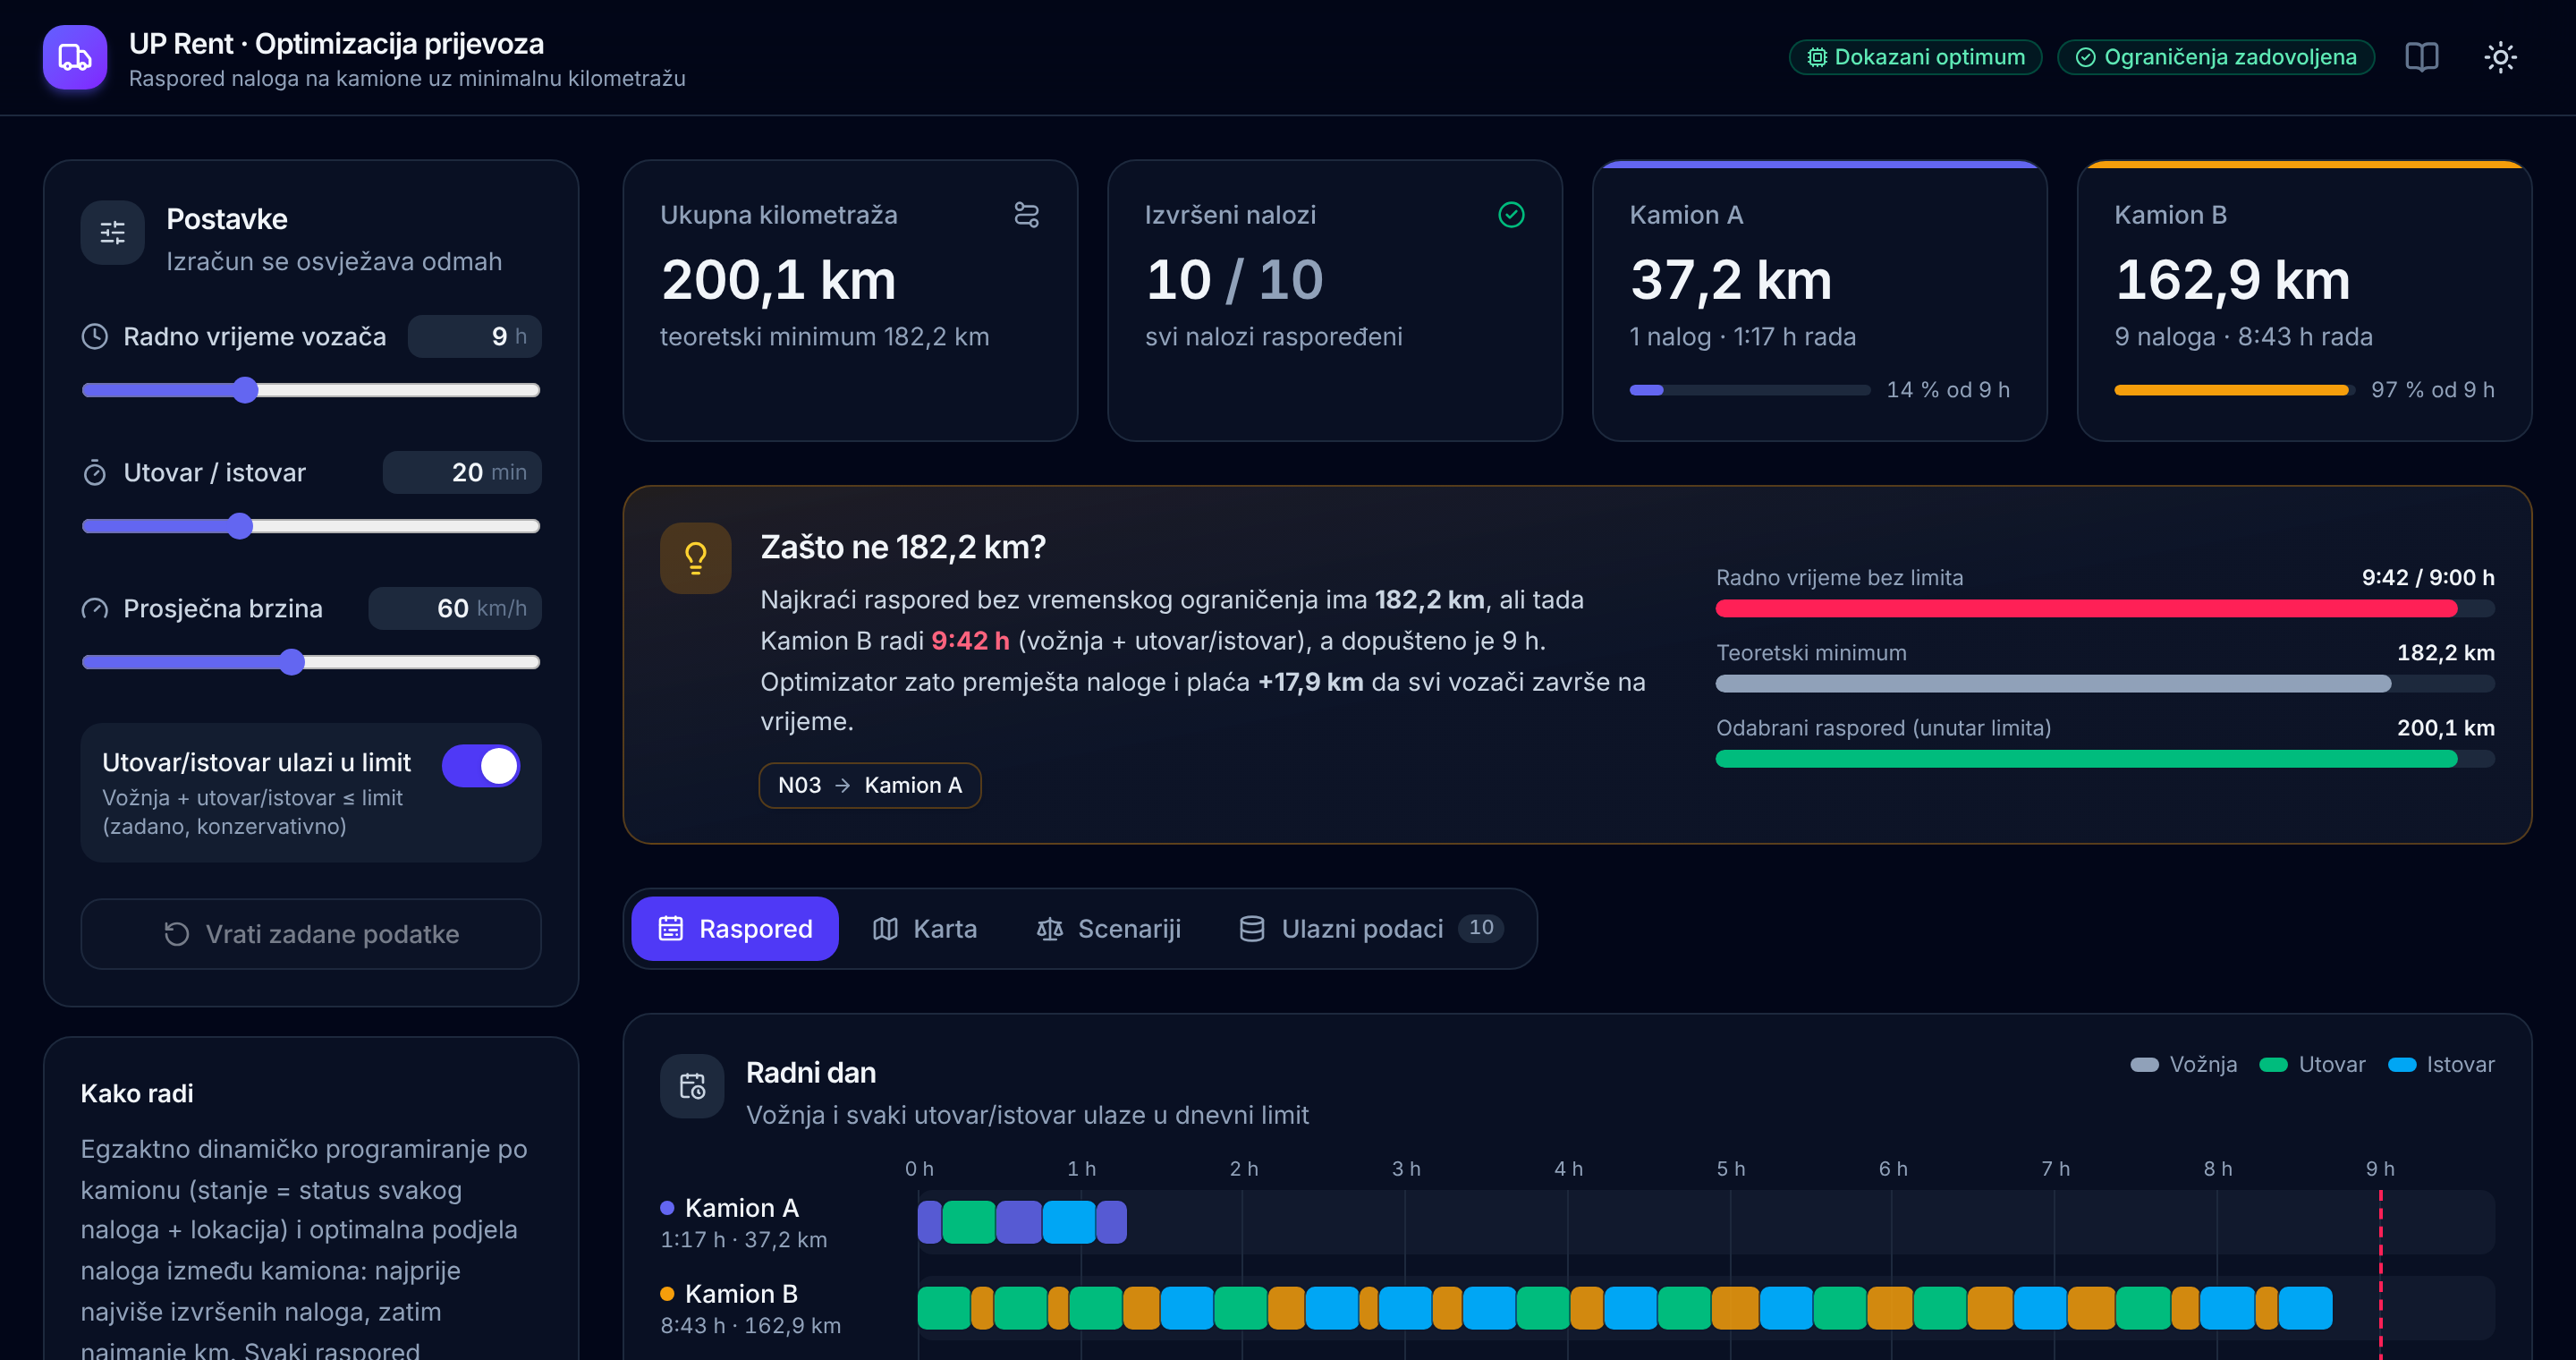 UP Rent · Optimizacija prijevoza
Raspored naloga na kamione uz minimalnu kilometražu
Dokazani optimum
Ograničenja zadovoljena
Postavke
Izračun se osvježava odmah
Radno vrijeme vozača
9 h
Utovar / istovar
20 min
Prosječna brzina
60 km/h
Utovar/istovar ulazi u limit
Vožnja + utovar/istovar ≤ limit
(zadano, konzervativno)
Vrati zadane podatke
Kako radi
Egzaktno dinamičko programiranje po
kamionu (stanje = status svakog
naloga + lokacija) i optimalna podjela
naloga između kamiona: najprije
najviše izvršenih naloga, zatim
najmanje km. Svaki raspored
Ukupna kilometraža
200,1 km
teoretski minimum 182,2 km
Izvršeni nalozi
10 / 10
svi nalozi raspoređeni
Kamion A
37,2 km
1 nalog · 1:17 h rada
14 % od 9 h
Kamion B
162,9 km
9 naloga · 8:43 h rada
97 % od 9 h
Zašto ne 182,2 km?
Najkraći raspored bez vremenskog ograničenja ima 182,2 km, ali tada
Kamion B radi 9:42 h (vožnja + utovar/istovar), a dopušteno je 9 h.
Optimizator zato premješta naloge i plaća +17,9 km da svi vozači završe na
vrijeme.
N03 → Kamion A
Radno vrijeme bez limita
9:42 / 9:00 h
Teoretski minimum
182,2 km
Odabrani raspored (unutar limita)
200,1 km
Raspored
Karta
Scenariji
Ulazni podaci
10
Radni dan
Vožnja i svaki utovar/istovar ulaze u dnevni limit
Vožnja
Utovar
Istovar
0 h
1 h
2 h
3 h
4 h
5 h
6 h
7 h
8 h
9 h
Kamion A
1:17 h · 37,2 km
Kamion B
8:43 h · 162,9 km